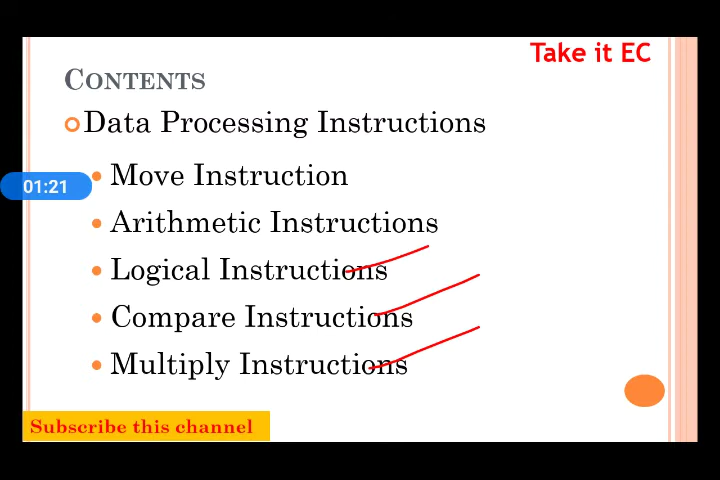 Take it EC
CONTENTS
Data Processing Instructions
Move Instruction
01:21
Arithmetic Instructions
Logical Instructions
Compare Instructions
Multiply Instructions
Subscribe this channel